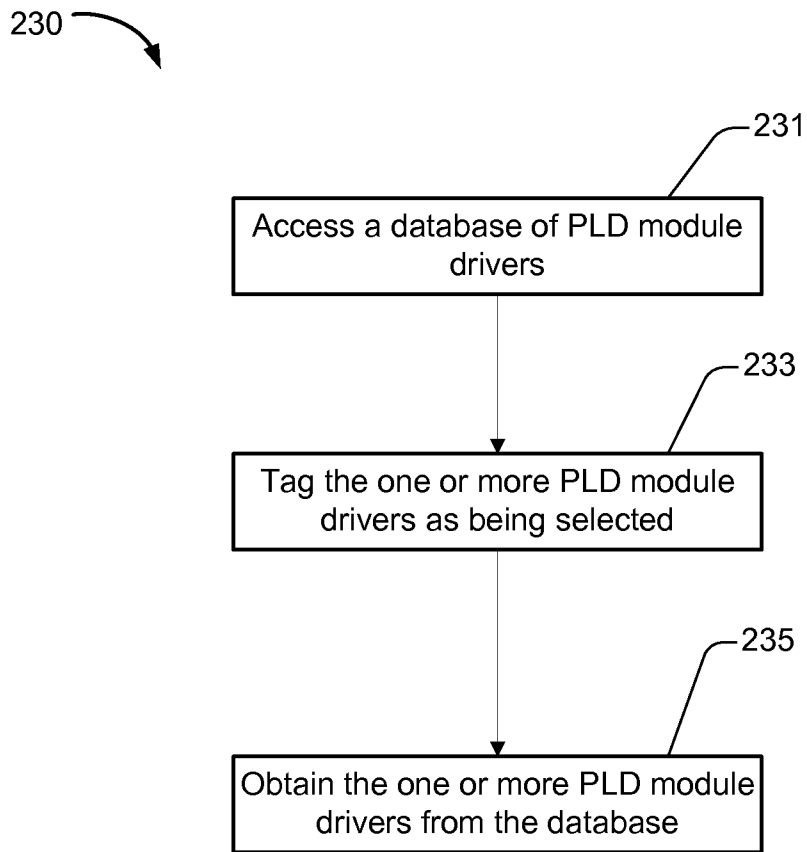 230
231
Access a database of PLD module
drivers
233
Tag the one or more PLD module
drivers as being selected
235
Obtain the one or more PLD module
drivers from the database